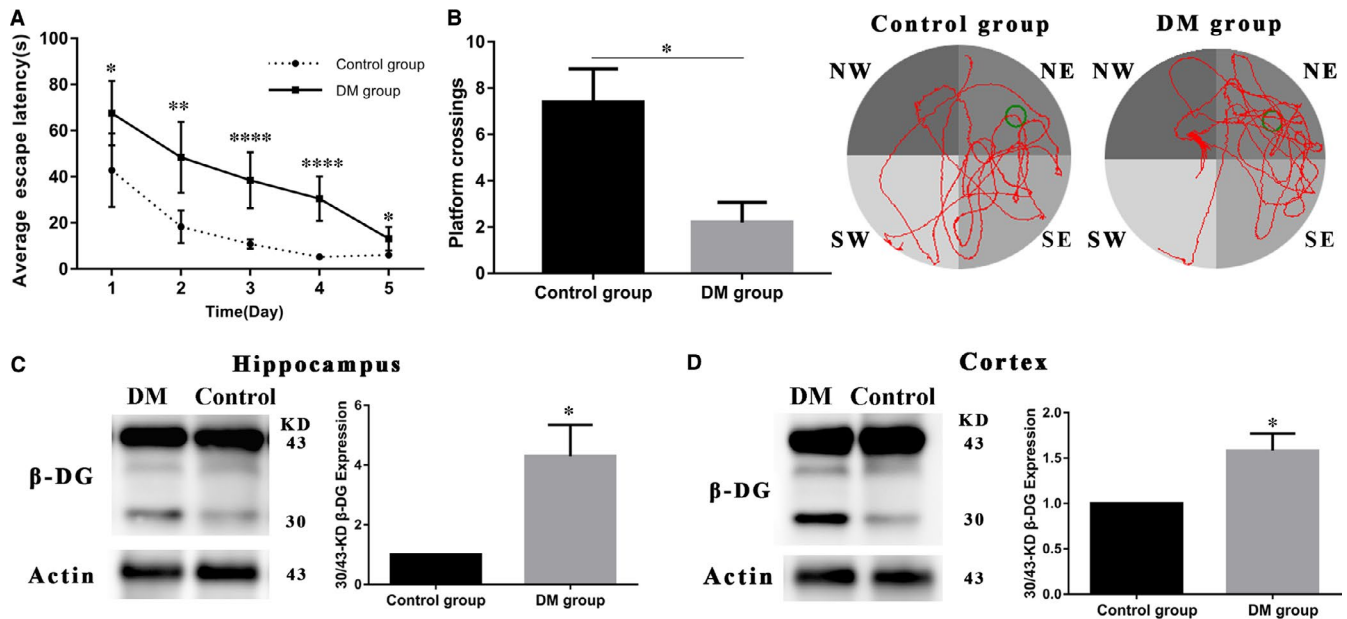 A
Average escape latency(s)
100
80
60
40
20
0
*
**
****
****
*
Control group
DM group
1 2 3 4 5
Time(Day)
B
Platform crossings
10
8
6
4
2
0
*
Control group DM group
Control group
NW NE
SW SE
DM group
NW NE
SW SE
C
Hippocampus
DM Control
KD
43
β-DG
30
Actin 43
30/43-KD β-DG Expression
6
4
2
0
*
Control group DM group
D
Cortex
DM Control
KD
43
β-DG
30
Actin 43
30/43-KD β-DG Expression
2.0
1.5
1.0
0.5
0.0
*
Control group DM group